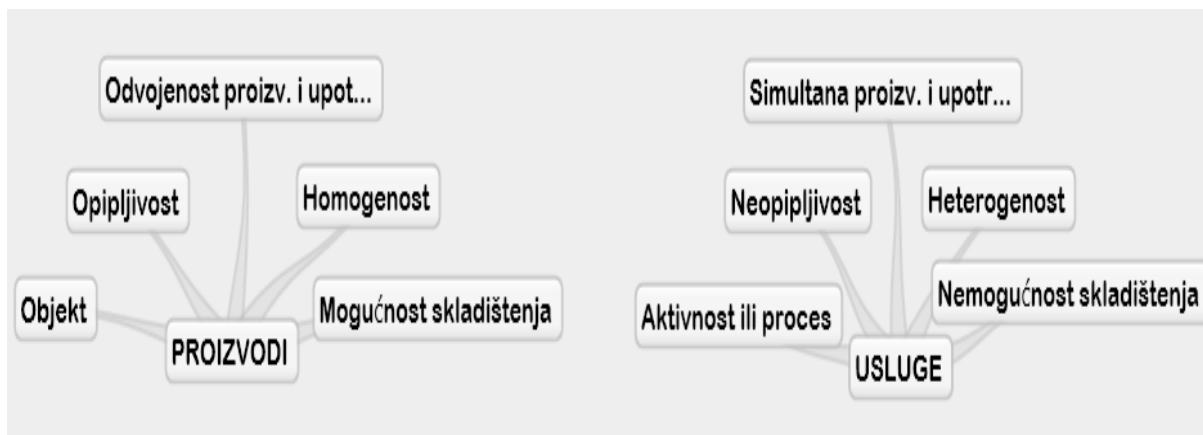 Odvojenost proizv. i upot...
Opipljivost
Homogenost
Objekt
Mogućnost skladištenja
PROIZVODI
Simultana proizv. i upotr...
Neopipljivost
Heterogenost
Aktivnost ili proces
Nemogućnost skladištenja
USLUGE